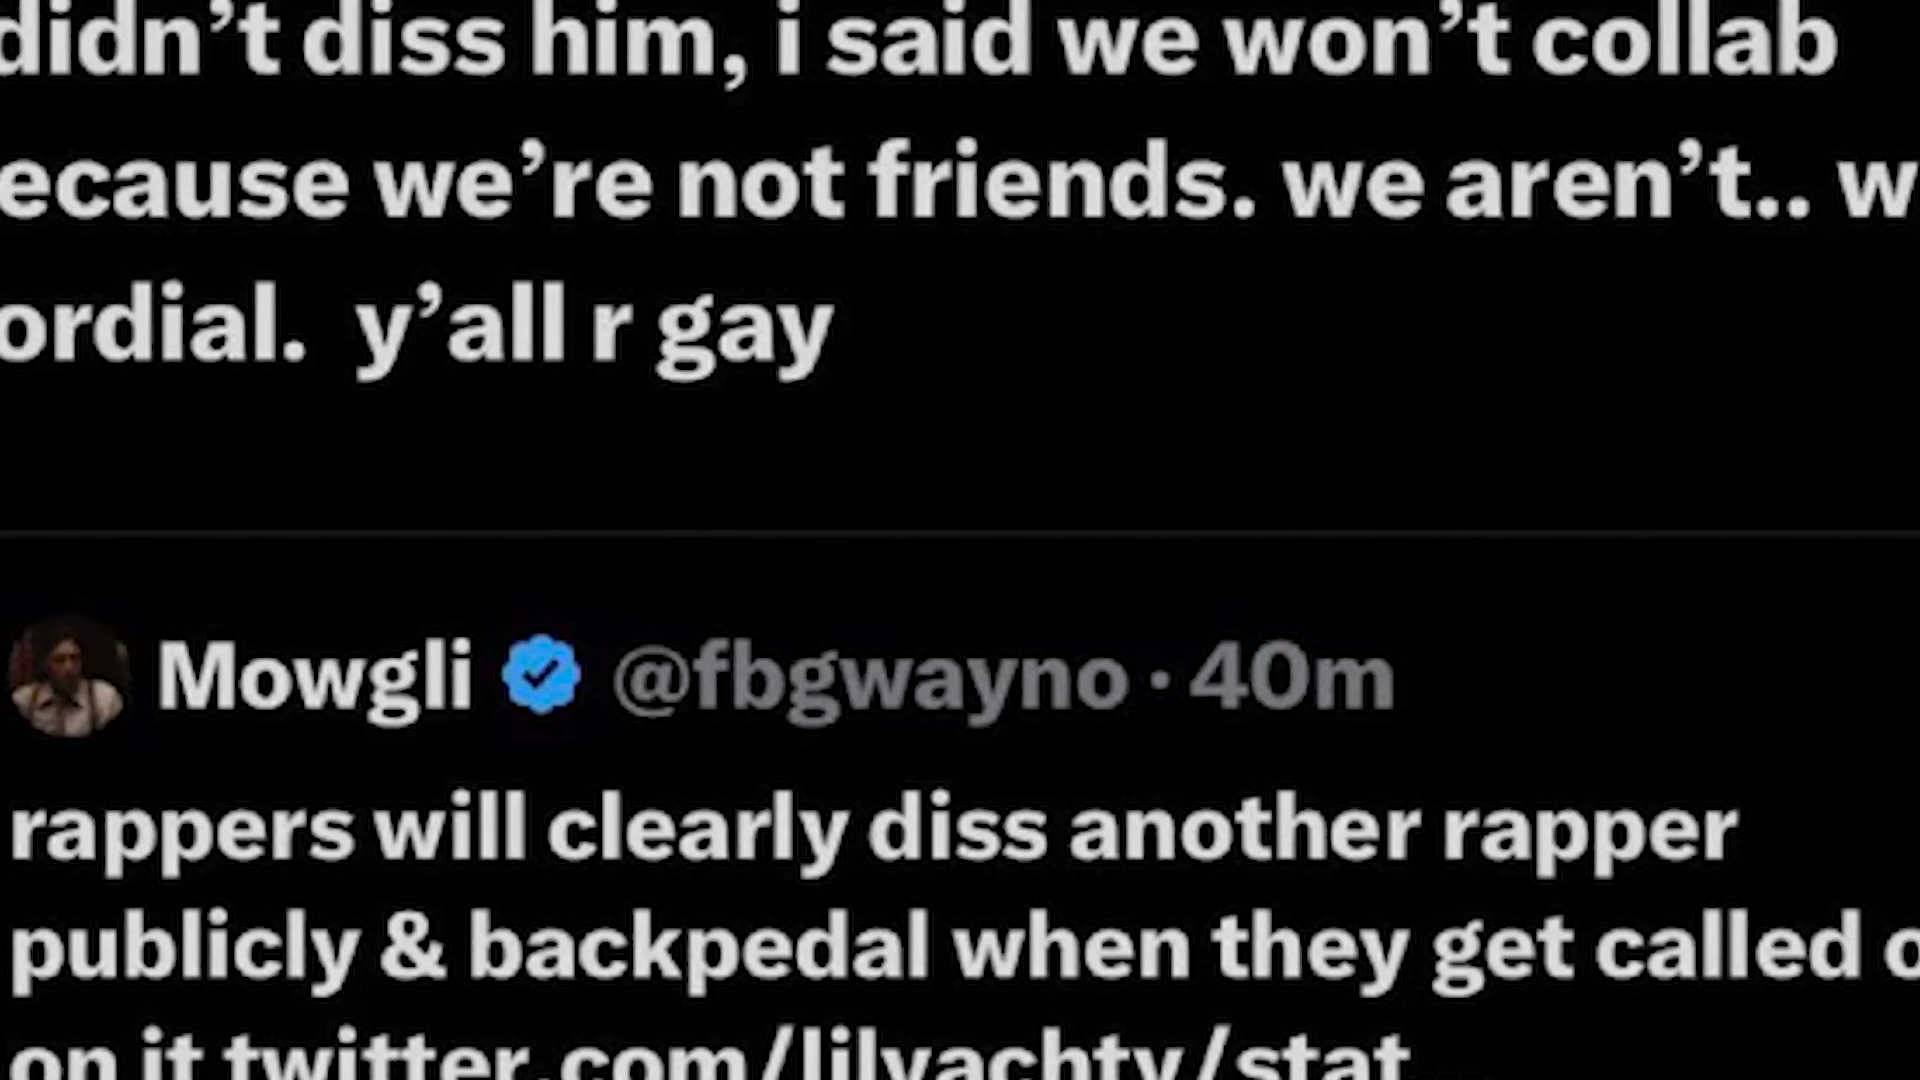 didn’t diss him, i said we won’t collab
ecause we’re not friends. we aren’t.. w
ordial. y’all r gay
Mowgli @fbgwayno · 40m
rappers will clearly diss another rapper
publicly & backpedal when they get called o
on it twitter.com/lilyachty/stat...